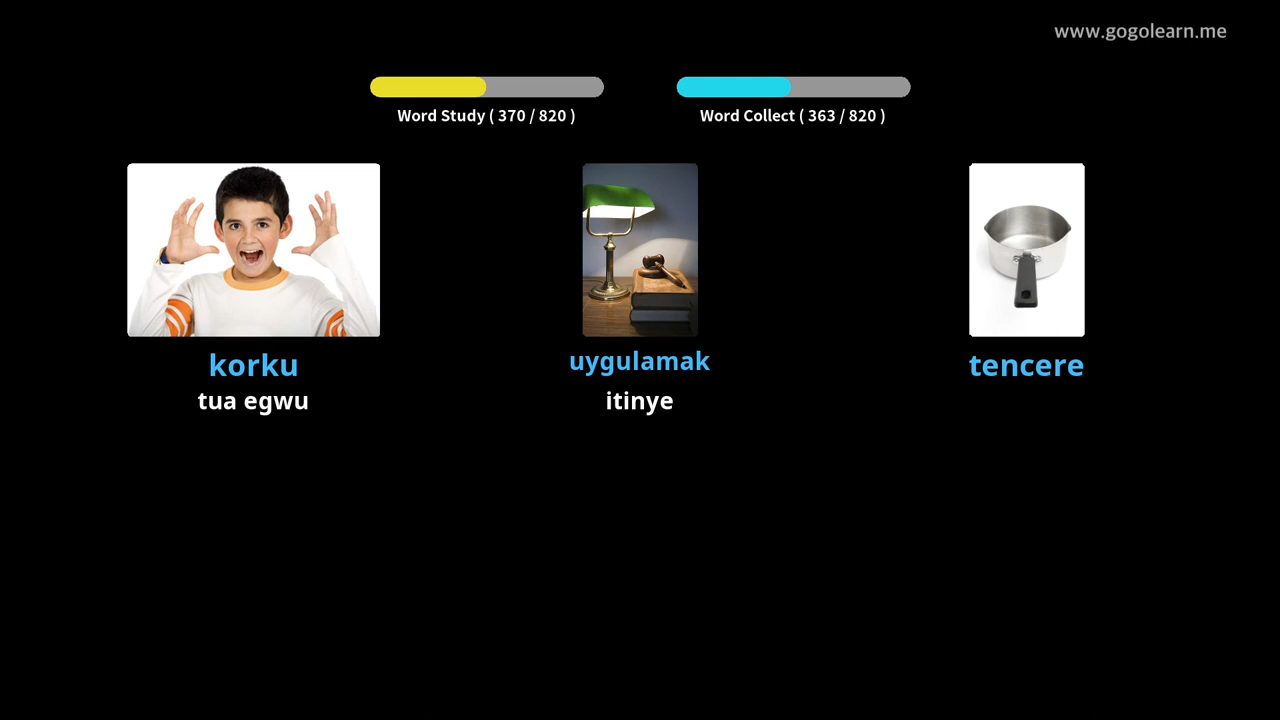 www.gogolearn.me
Word Study ( 370 / 820 )
Word Collect ( 363 / 820 )
korku
tua egwu
uygulamak
itinye
tencere